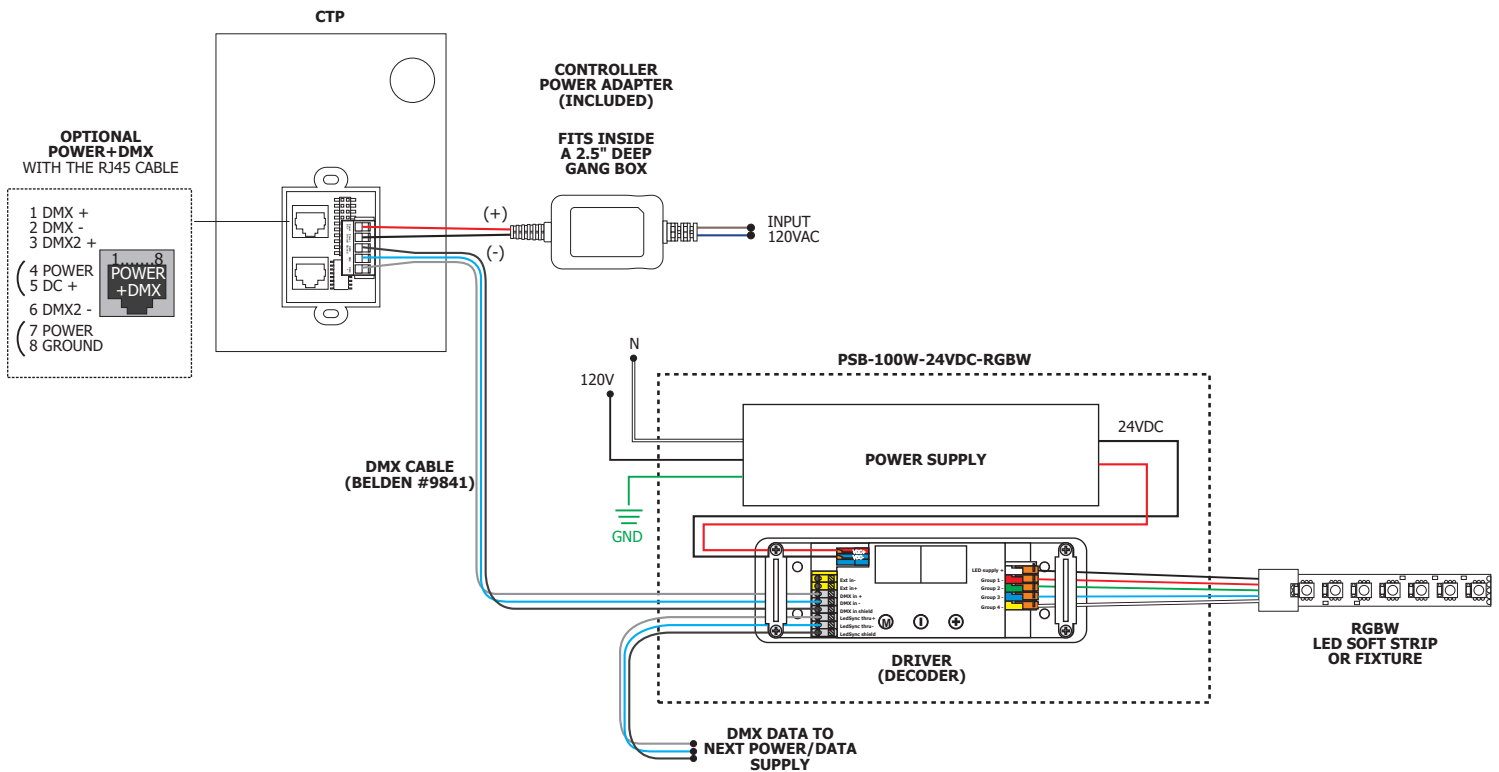 CTP
CONTROLLER
POWER ADAPTER
(INCLUDED)
FITS INSIDE
A 2.5" DEEP
GANG BOX
OPTIONAL
POWER+DMX
WITH THE RJ45 CABLE
1 DMX +
2 DMX -
3 DMX2 +
4 POWER
5 DC +
6 DMX2 -
7 POWER
8 GROUND
1 8
POWER
+DMX
(+)
(-)
INPUT
120VAC
DMX CABLE
(BELDEN #9841)
N
120V
GND
PSB-100W-24VDC-RGBW
POWER SUPPLY
24VDC
VDC+
VDC-
Ext in-
Ext in+
DMX in +
DMX in -
DMX in shield
LedSync thru+
LedSync thru-
LedSync shield
M
LED supply +
Group 1 -
Group 2 -
Group 3 -
Group 4 -
DRIVER
(DECODER)
RGBW
LED SOFT STRIP
OR FIXTURE
DMX DATA TO
NEXT POWER/DATA
SUPPLY